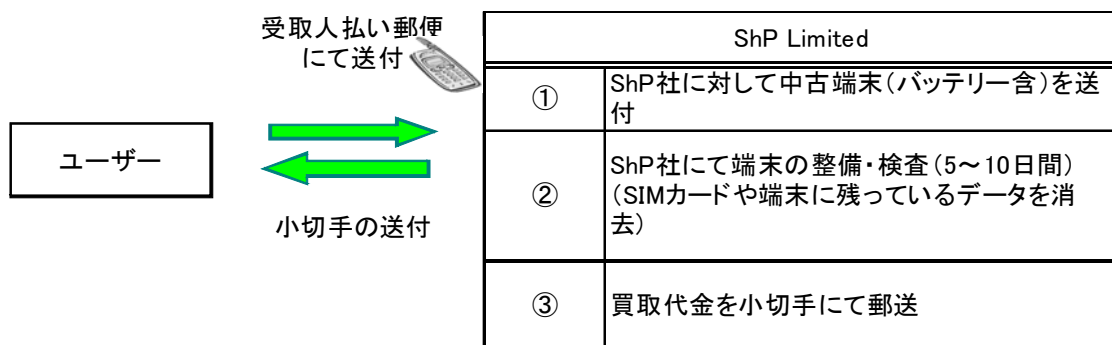 受取人払い郵便
にて送付
ユーザー
小切手の送付
ShP Limited
①
ShP社に対して中古端末(バッテリー含)を送
付
②
ShP社にて端末の整備・検査(5~10日間)
(SIMカードや端末に残っているデータを消
去)
③
買取代金を小切手にて郵送